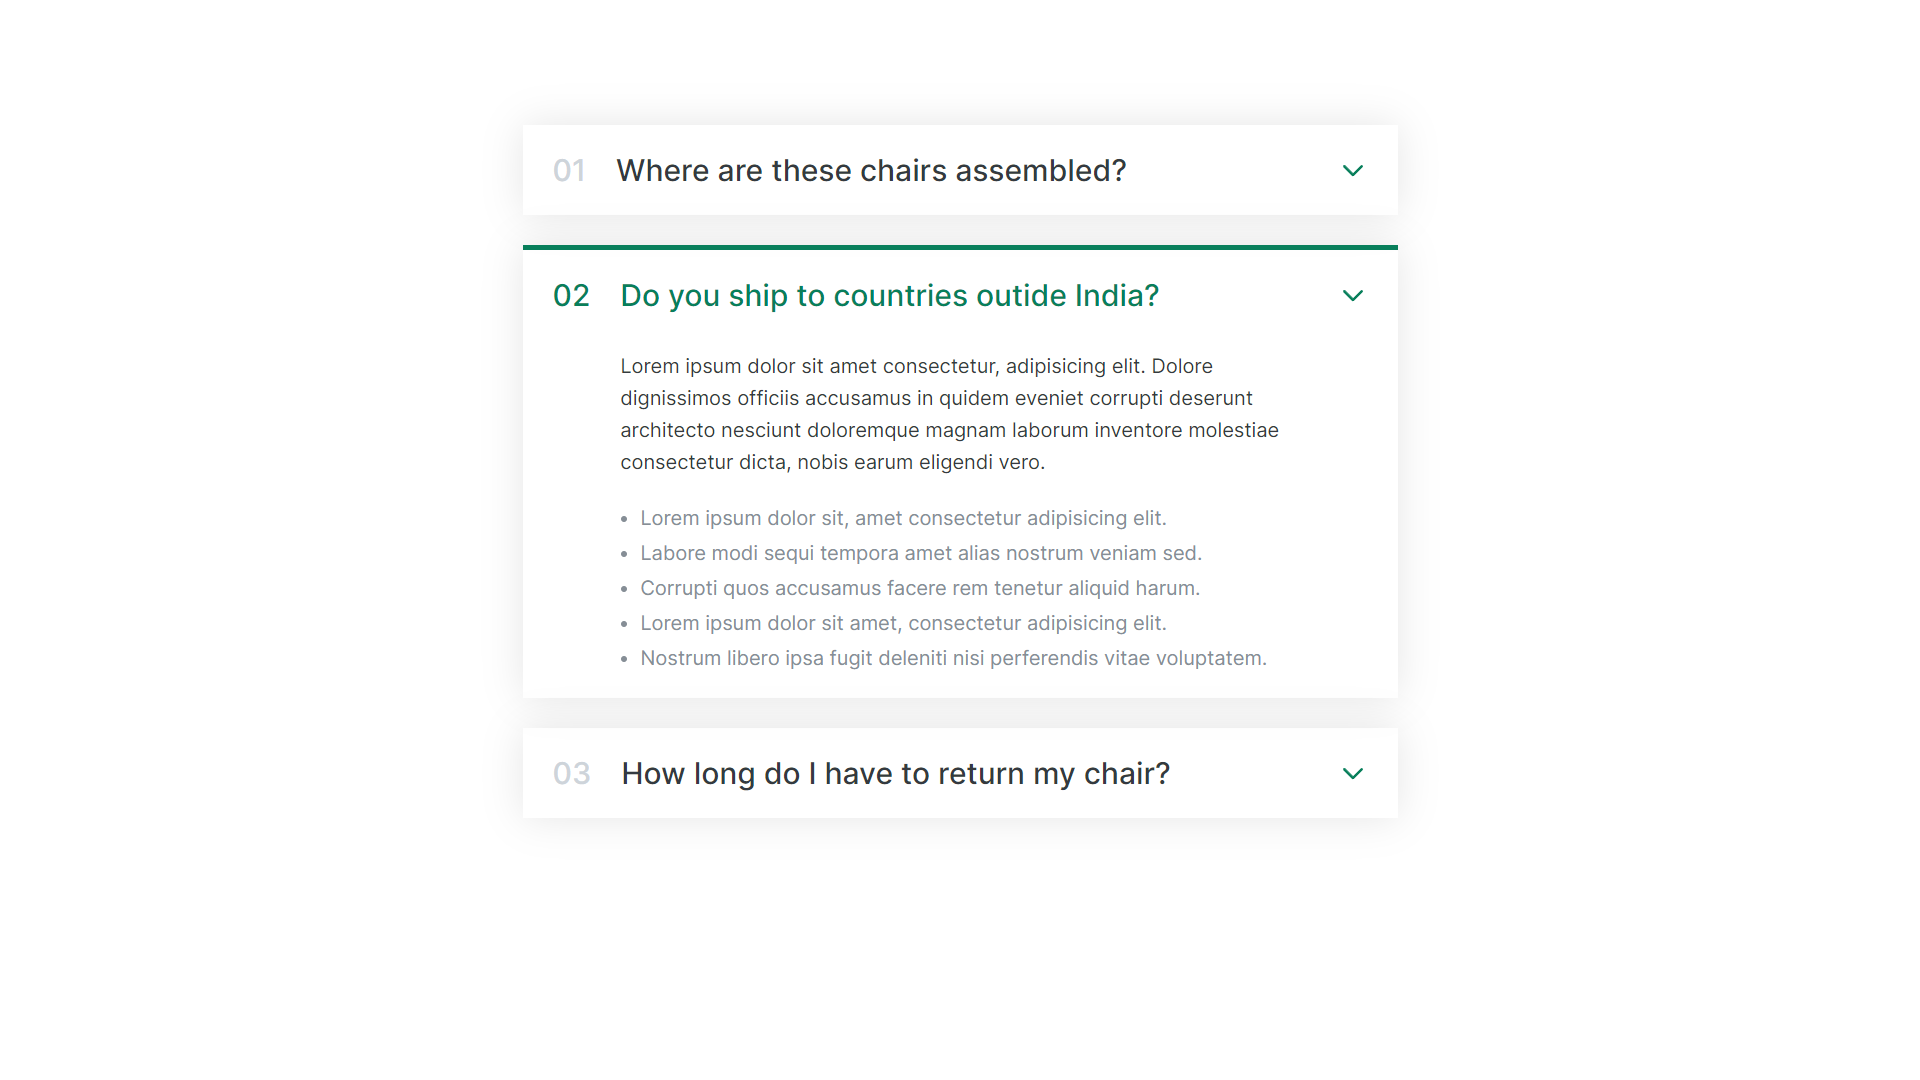 01 Where are these chairs assembled?
02 Do you ship to countries outide India?
Lorem ipsum dolor sit amet consectetur, adipisicing elit. Dolore
dignissimos officiis accusamus in quidem eveniet corrupti deserunt
architecto nesciunt doloremque magnam laborum inventore molestiae
consectetur dicta, nobis earum eligendi vero.
• Lorem ipsum dolor sit, amet consectetur adipisicing elit.
• Labore modi sequi tempora amet alias nostrum veniam sed.
• Corrupti quos accusamus facere rem tenetur aliquid harum.
• Lorem ipsum dolor sit amet, consectetur adipisicing elit.
• Nostrum libero ipsa fugit deleniti nisi perferendis vitae voluptatem.
03 How long do I have to return my chair?